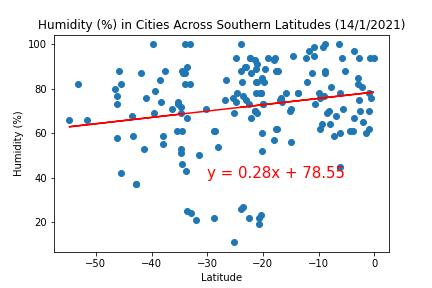 Humidity (%) in Cities Across Southern Latitudes (14/1/2021)
100
80
60
40
20
Humidity (%)
y = 0.28x + 78.55
−50 −40 −30 −20 −10 0
Latitude